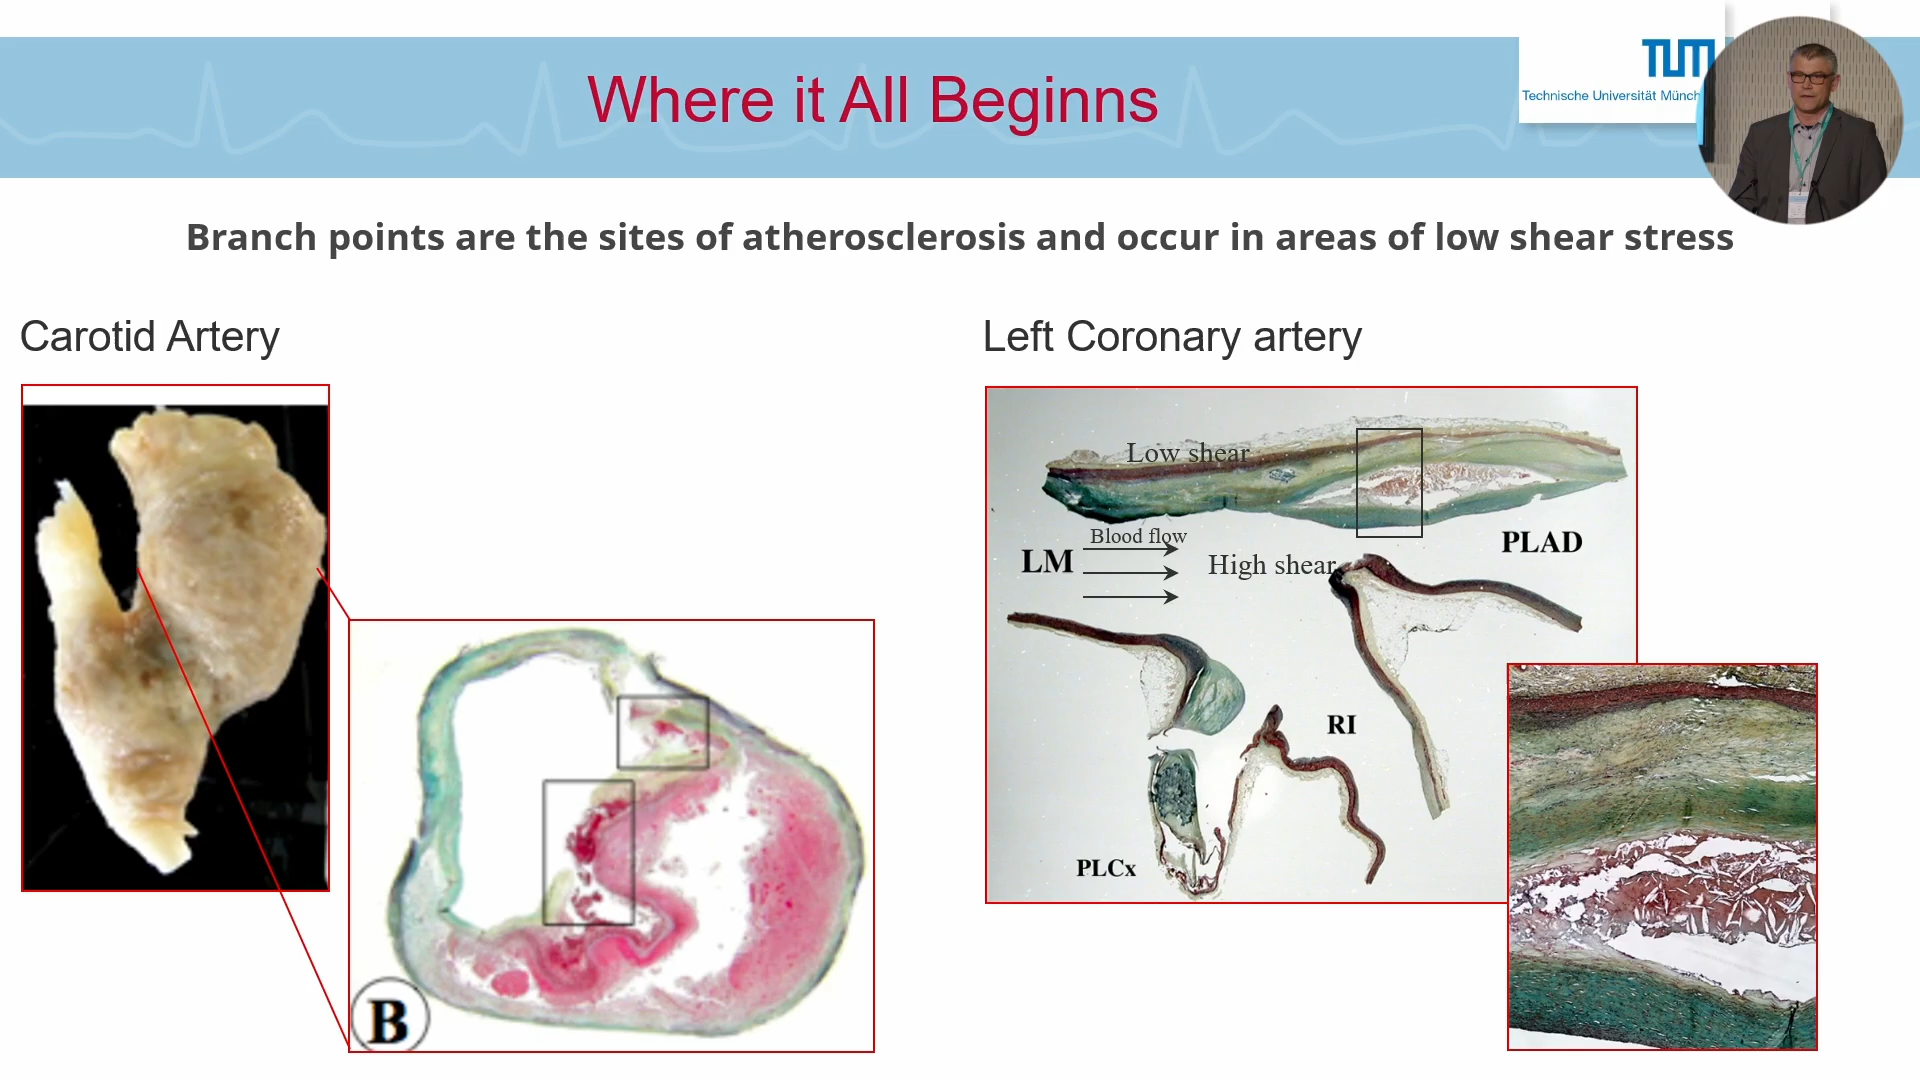 Where it All Beginns
TUM
Technische Universität Münch
Branch points are the sites of atherosclerosis and occur in areas of low shear stress
Carotid Artery
Left Coronary artery
Low shear
Blood flow
LM
High shear
PLAD
RI
PLCx
B